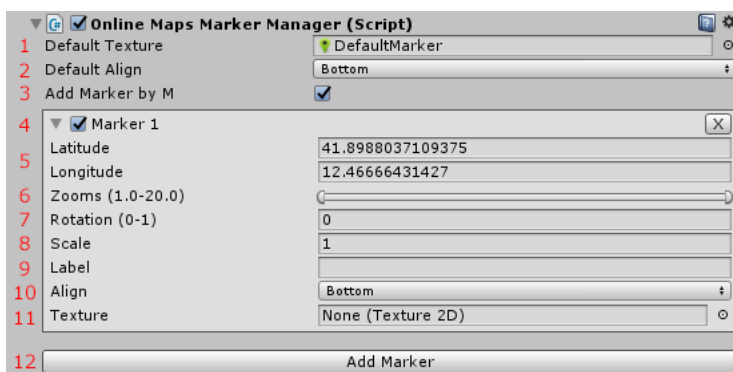 Online Maps Marker Manager (Script)
1 Default Texture DefaultMarker
2 Default Align Bottom
3 Add Marker by M
4 Marker 1 X
5
Latitude 41.8988037109375
Longitude 12.46666431427
6 Zooms (1.0-20.0)
7 Rotation (0-1) 0
8 Scale 1
9 Label
10 Align Bottom
11 Texture None (Texture 2D)
12 Add Marker